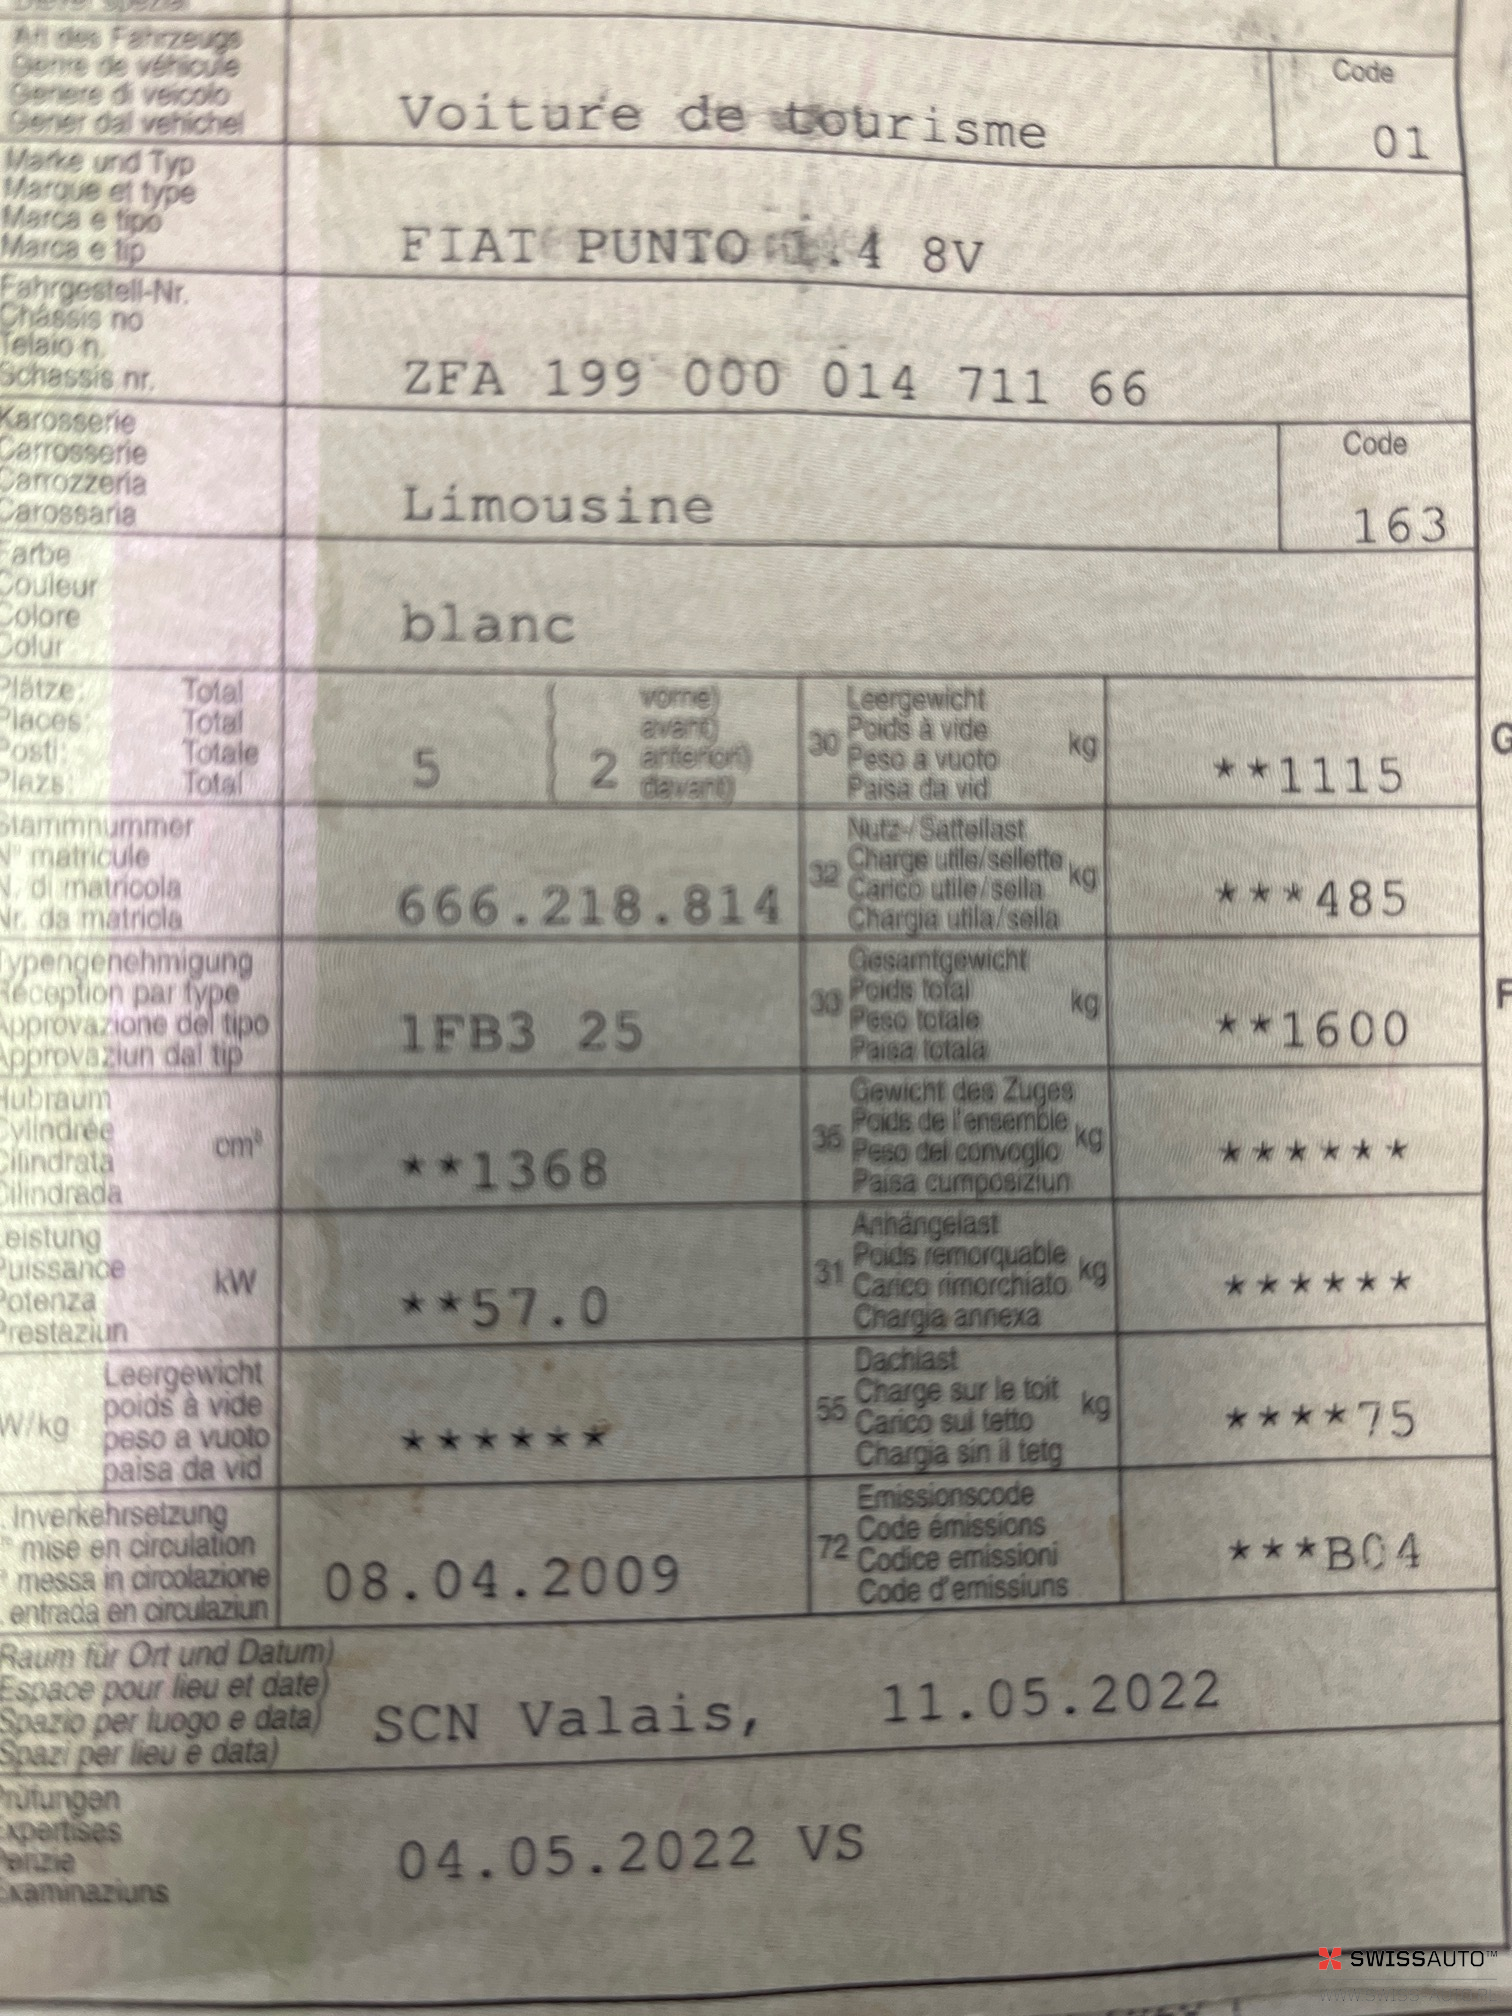 Art des Fahrzeugs
Genre de véhicule
Genere di veicolo
Gener dal vehichel
Voiture de tourisme
Code
01
Marke und Typ
Marque et type
Marca e tipo
Marca e tip
FIAT PUNTO 1.4 8V
Fahrgestell-Nr.
Châssis no
Telaio n.
Schassis nr.
ZFA 199 000 014 711 66
Karosserie
Carrosserie
Carrozzeria
Carossaria
Limousine
Code
163
Farbe
Couleur
Colore
Colur
blanc
Plätze: Total
Places: Total
Posti: Totale
Plazs: Total
5 ( 2
vorne)
avant)
anteriori)
davant)
30 Leergewicht
Poids à vide
Peso a vuoto
Paisa da vid
kg
**1115
Stammnummer
N° matricule
N. di matricola
Nr. da matricla
666.218.814
32 Nutz-/Sattellast
Charge utile/sellette
Carico utile/sella
Chargia utila/sella
kg
***485
Typengenehmigung
Réception par type
Approvazione del tipo
Approvaziun dal tip
1FB3 25
33 Gesamtgewicht
Poids total
Peso totale
Paisa totala
kg
**1600
Hubraum
Cylindrée
Cilindrata
Cilindrada
cm³
**1368
35 Gewicht des Zuges
Poids de l'ensemble
Peso del convoglio
Paisa cumposiziun
kg
******
Leistung
Puissance
Potenza
Prestaziun
kW
**57.0
31 Anhängelast
Poids remorquable
Carico rimorchiato
Chargia annexa
kg
******
W/kg
Leergewicht
poids à vide
peso a vuoto
paisa da vid
******
55 Dachlast
Charge sur le toit
Carico sul tetto
Chargia sin il tetg
kg
****75
. Inverkehrsetzung
mise en circulation
messa in circolazione
. entrada en circulaziun
08.04.2009
72 Emissionscode
Code émissions
Codice emissioni
Code d'emissiuns
***B04
Raum für Ort und Datum)
Espace pour lieu et date)
Spazio per luogo e data)
Spazi per lieu e data)
SCN Valais, 11.05.2022
Prüfungen
Expertises
Perizie
Examinaziuns
04.05.2022 VS
SWISSAUTO™